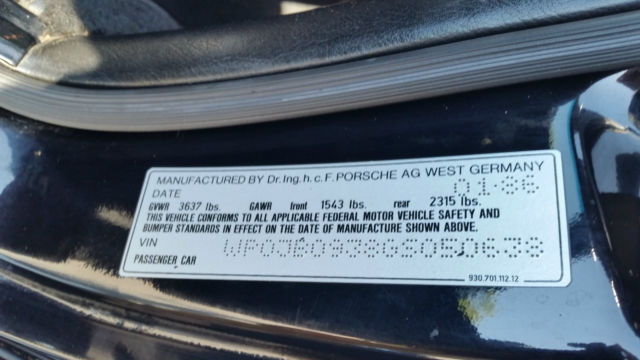 MANUFACTURED BY Dr.Ing.h.c.F.PORSCHE AG WEST GERMANY
DATE 01·86
GVWR 3637 lbs. GAWR front 1543 lbs. rear 2315 lbs.
THIS VEHICLE CONFORMS TO ALL APPLICABLE FEDERAL MOTOR VEHICLE SAFETY AND
BUMPER STANDARDS IN EFFECT ON THE DATE OF MANUFACTURE SHOWN ABOVE.
VIN WP0JB0938GS050638
PASSENGER CAR
930.701.112.12